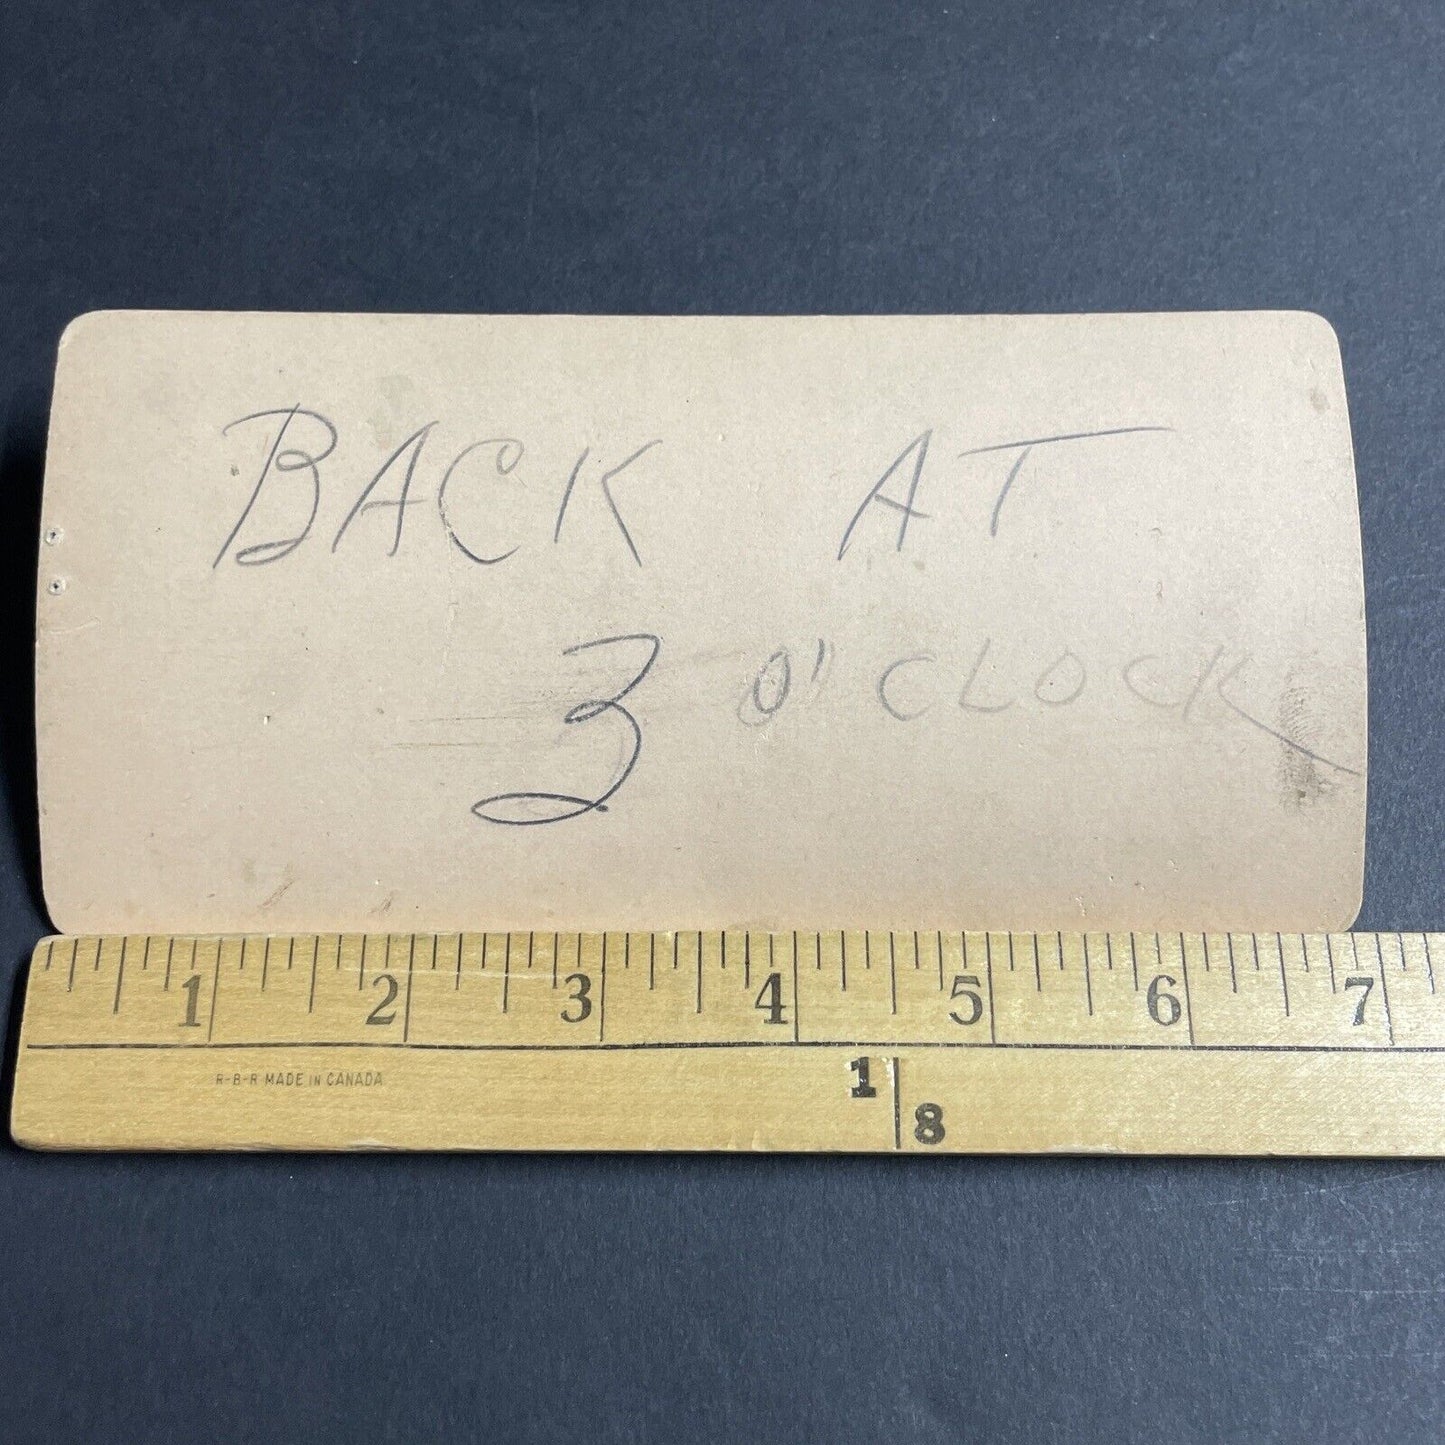 BACK AT
3 O'CLOCK
1 2 3 4 5 6 7
R-B-R MADE IN CANADA
1/8